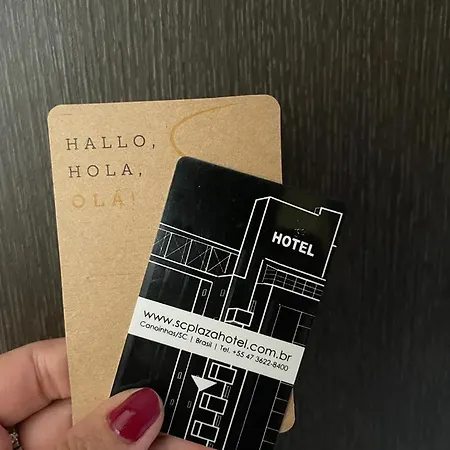 HALLO,
HOLA,
OLÁ!
HOTEL
www.scplazahotel.com.br
Canoinhas/SC | Brasil | Tel. +55 47 3622-8400